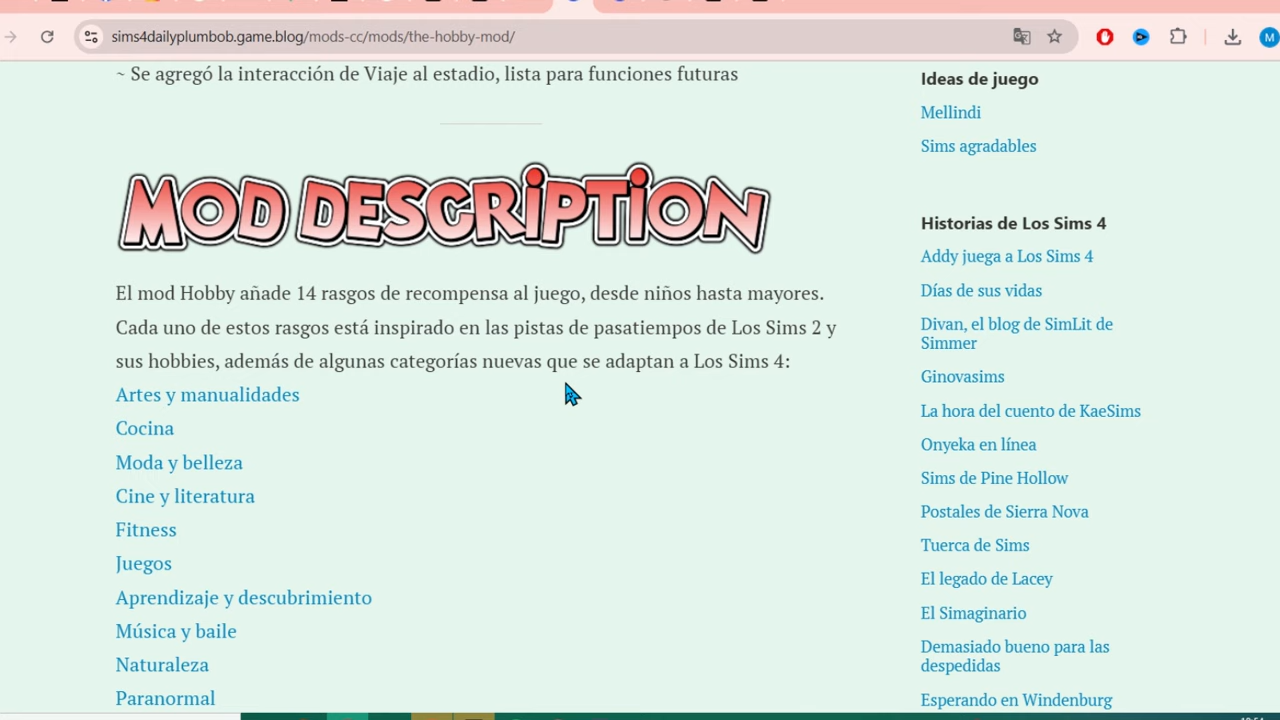 sims4dailyplumbob.game.blog/mods-cc/mods/the-hobby-mod/
M
~ Se agregó la interacción de Viaje al estadio, lista para funciones futuras
MOD DESCRIPTION
El mod Hobby añade 14 rasgos de recompensa al juego, desde niños hasta mayores.
Cada uno de estos rasgos está inspirado en las pistas de pasatiempos de Los Sims 2 y
sus hobbies, además de algunas categorías nuevas que se adaptan a Los Sims 4:
Artes y manualidades
Cocina
Moda y belleza
Cine y literatura
Fitness
Juegos
Aprendizaje y descubrimiento
Música y baile
Naturaleza
Paranormal
Ideas de juego
Mellindi
Sims agradables
Historias de Los Sims 4
Addy juega a Los Sims 4
Días de sus vidas
Divan, el blog de SimLit de
Simmer
Ginovasims
La hora del cuento de KaeSims
Onyeka en línea
Sims de Pine Hollow
Postales de Sierra Nova
Tuerca de Sims
El legado de Lacey
El Simaginario
Demasiado bueno para las
despedidas
Esperando en Windenburg